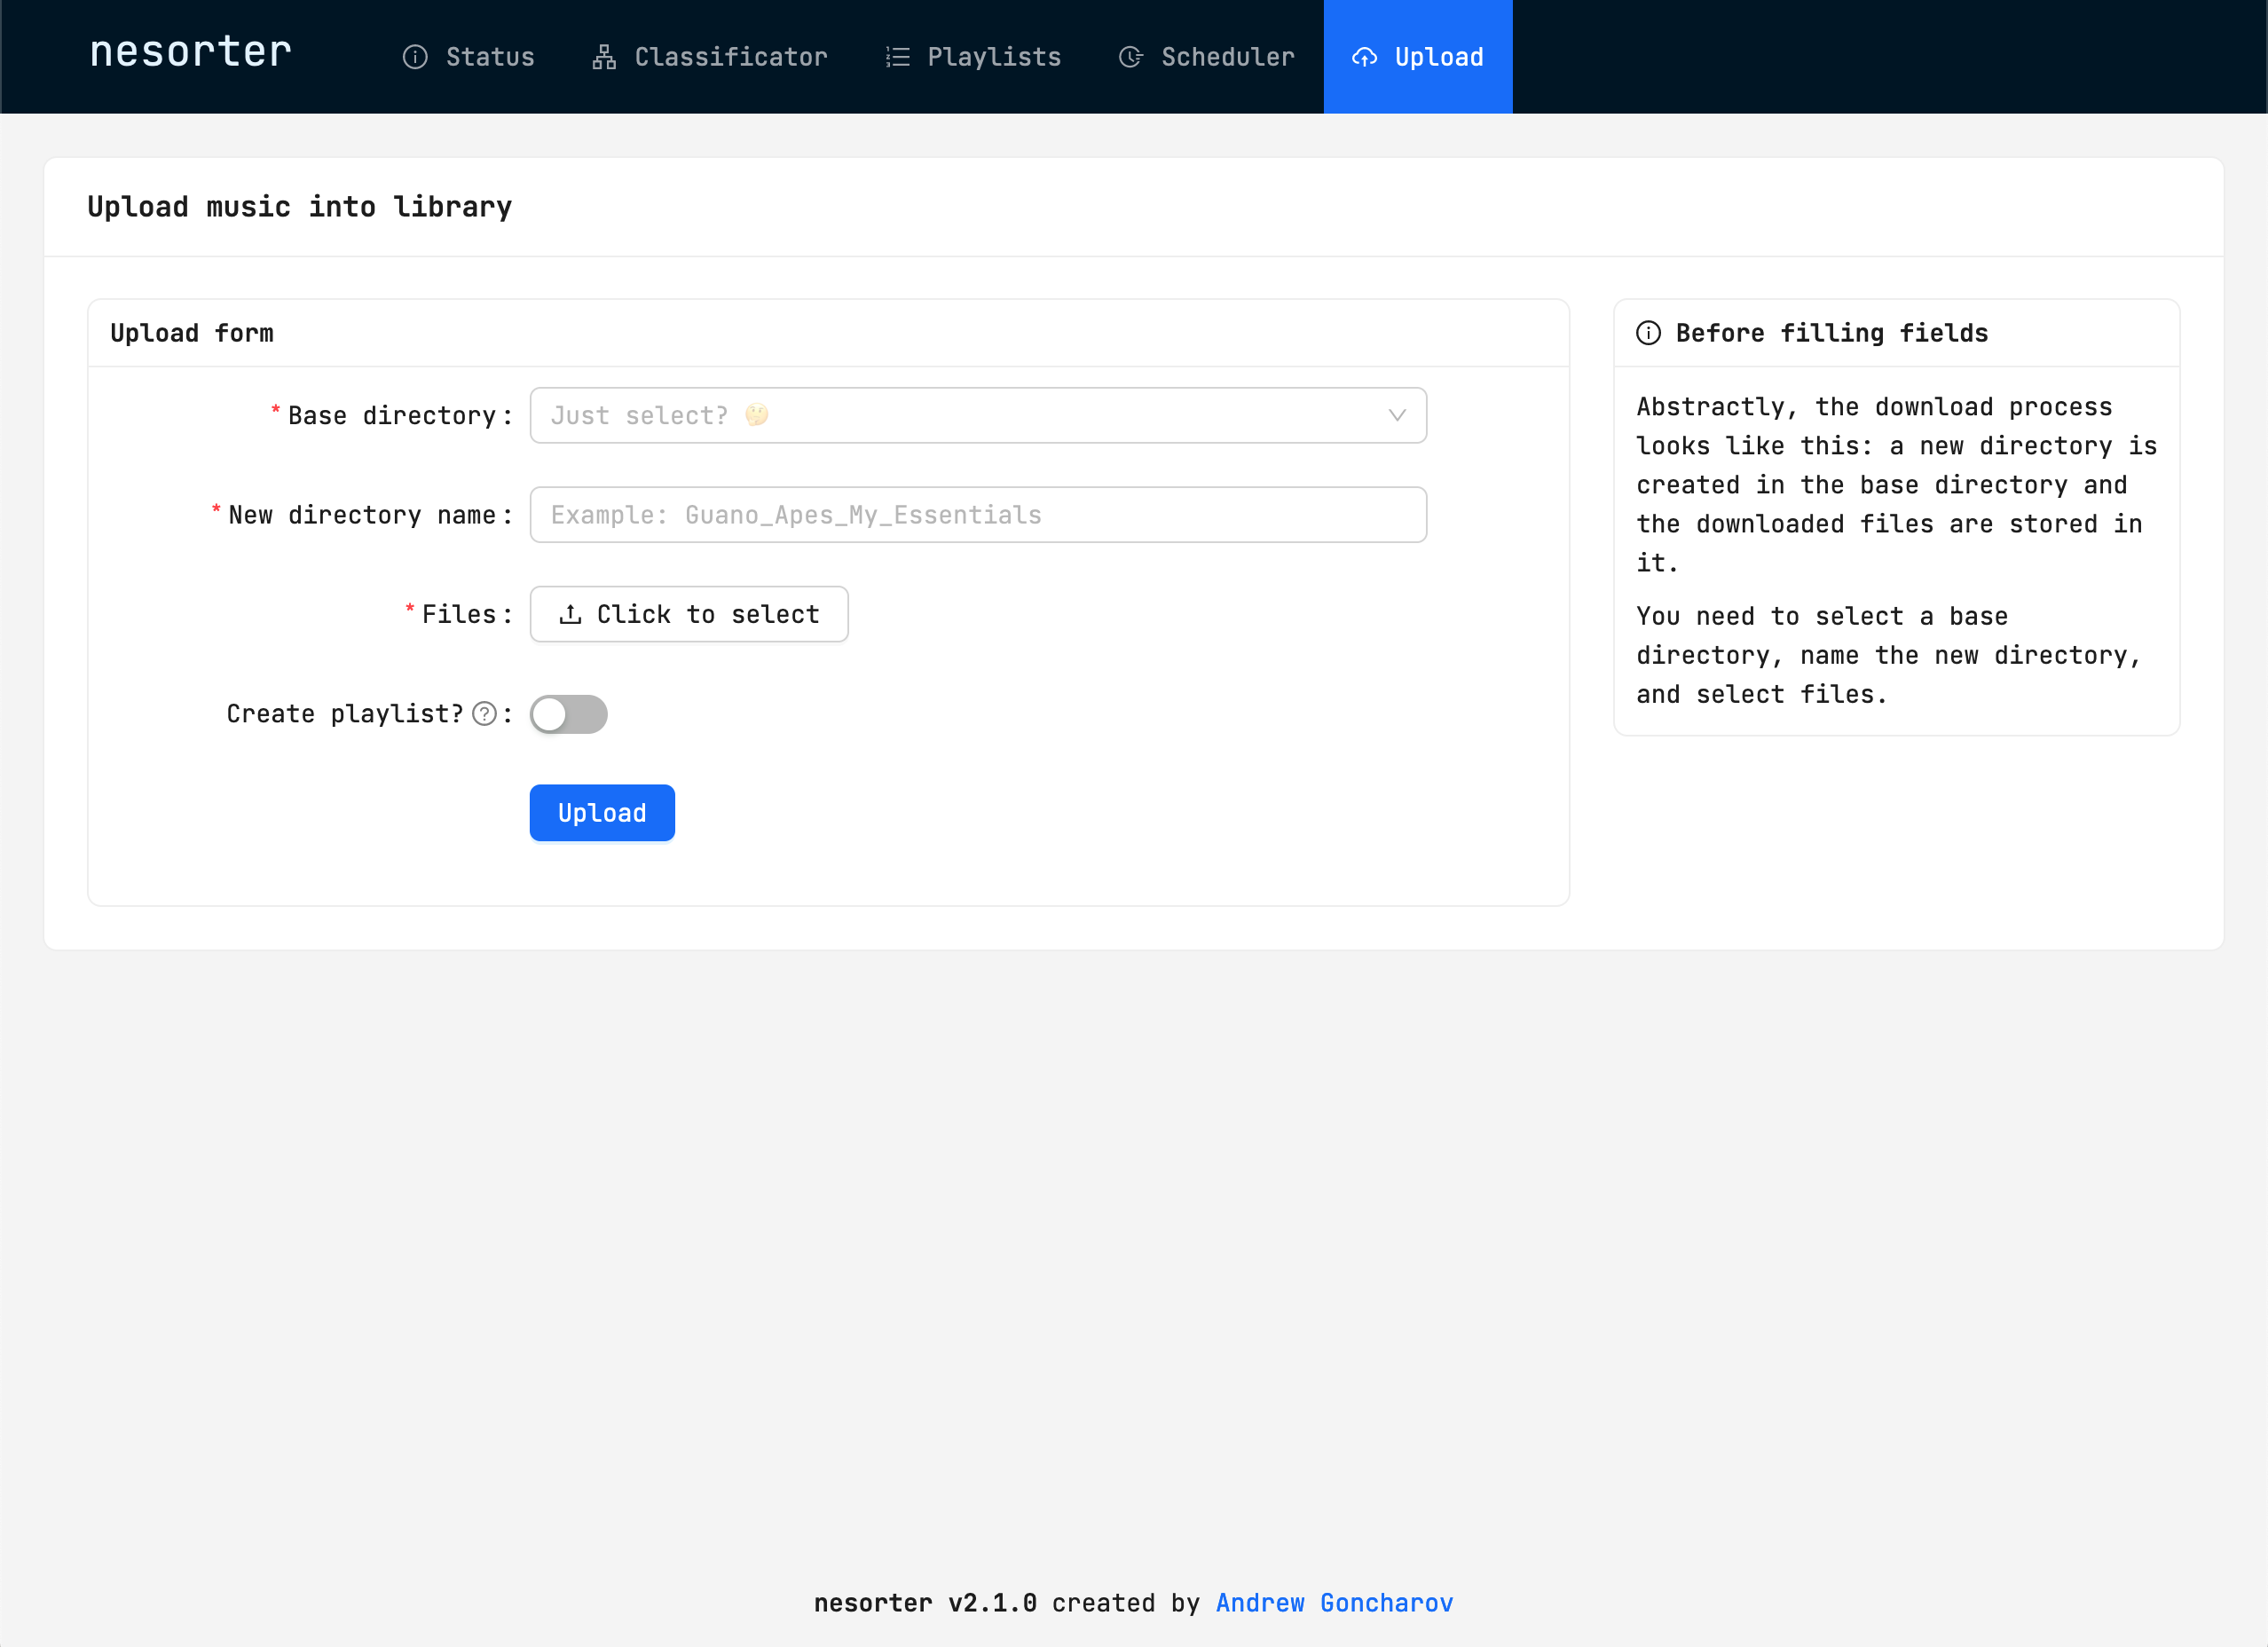 nesorter
Status
Classificator
Playlists
Scheduler
Upload
Upload music into library
Upload form
* Base directory:
Just select? 🤔
* New directory name:
Example: Guano_Apes_My_Essentials
* Files:
Click to select
Create playlist? :
Upload
Before filling fields
Abstractly, the download process
looks like this: a new directory is
created in the base directory and
the downloaded files are stored in
it.
You need to select a base
directory, name the new directory,
and select files.
nesorter v2.1.0 created by Andrew Goncharov